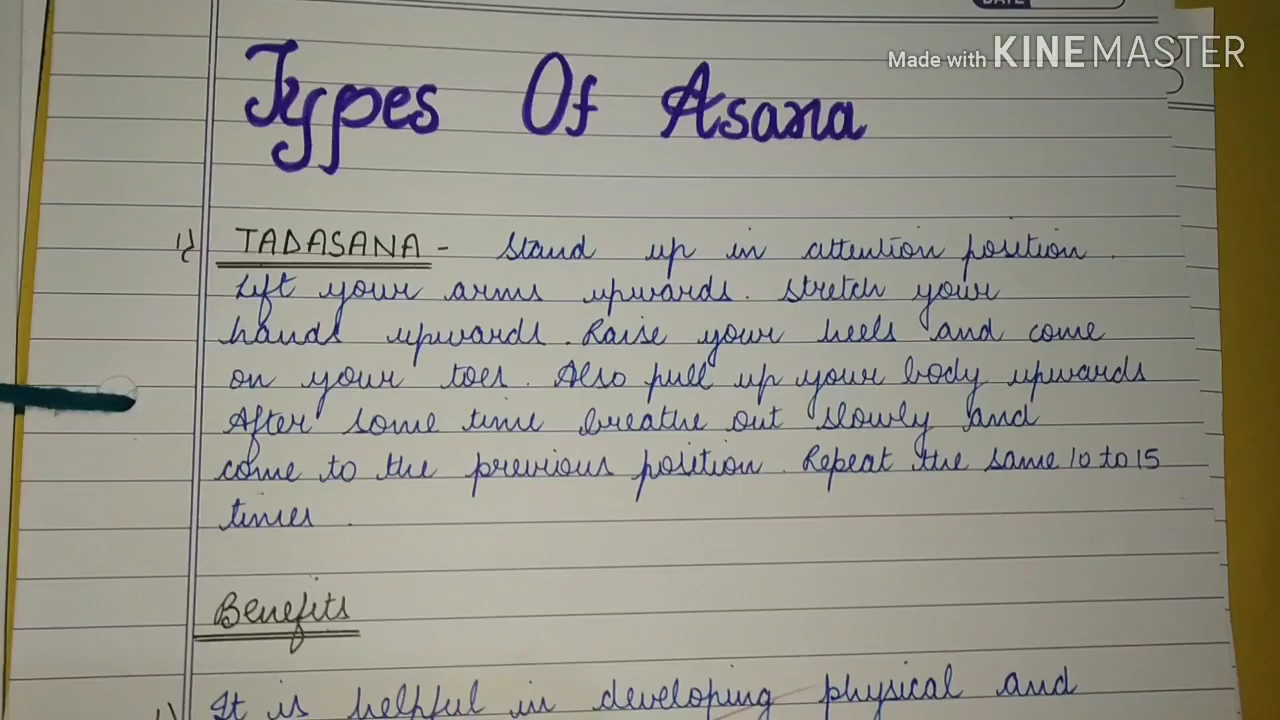 DATE
Made with KINEMASTER
Types Of Asana
1) TADASANA - Stand up in attention position.
Lift your arms upwards. Stretch your
hands upwards. Raise your heels and come
on your toes. Also pull up your body upwards
After some time breathe out slowly and
come to the previous position. Repeat the same 10 to 15
times.
Benefits
1) It is helpful in developing physical and